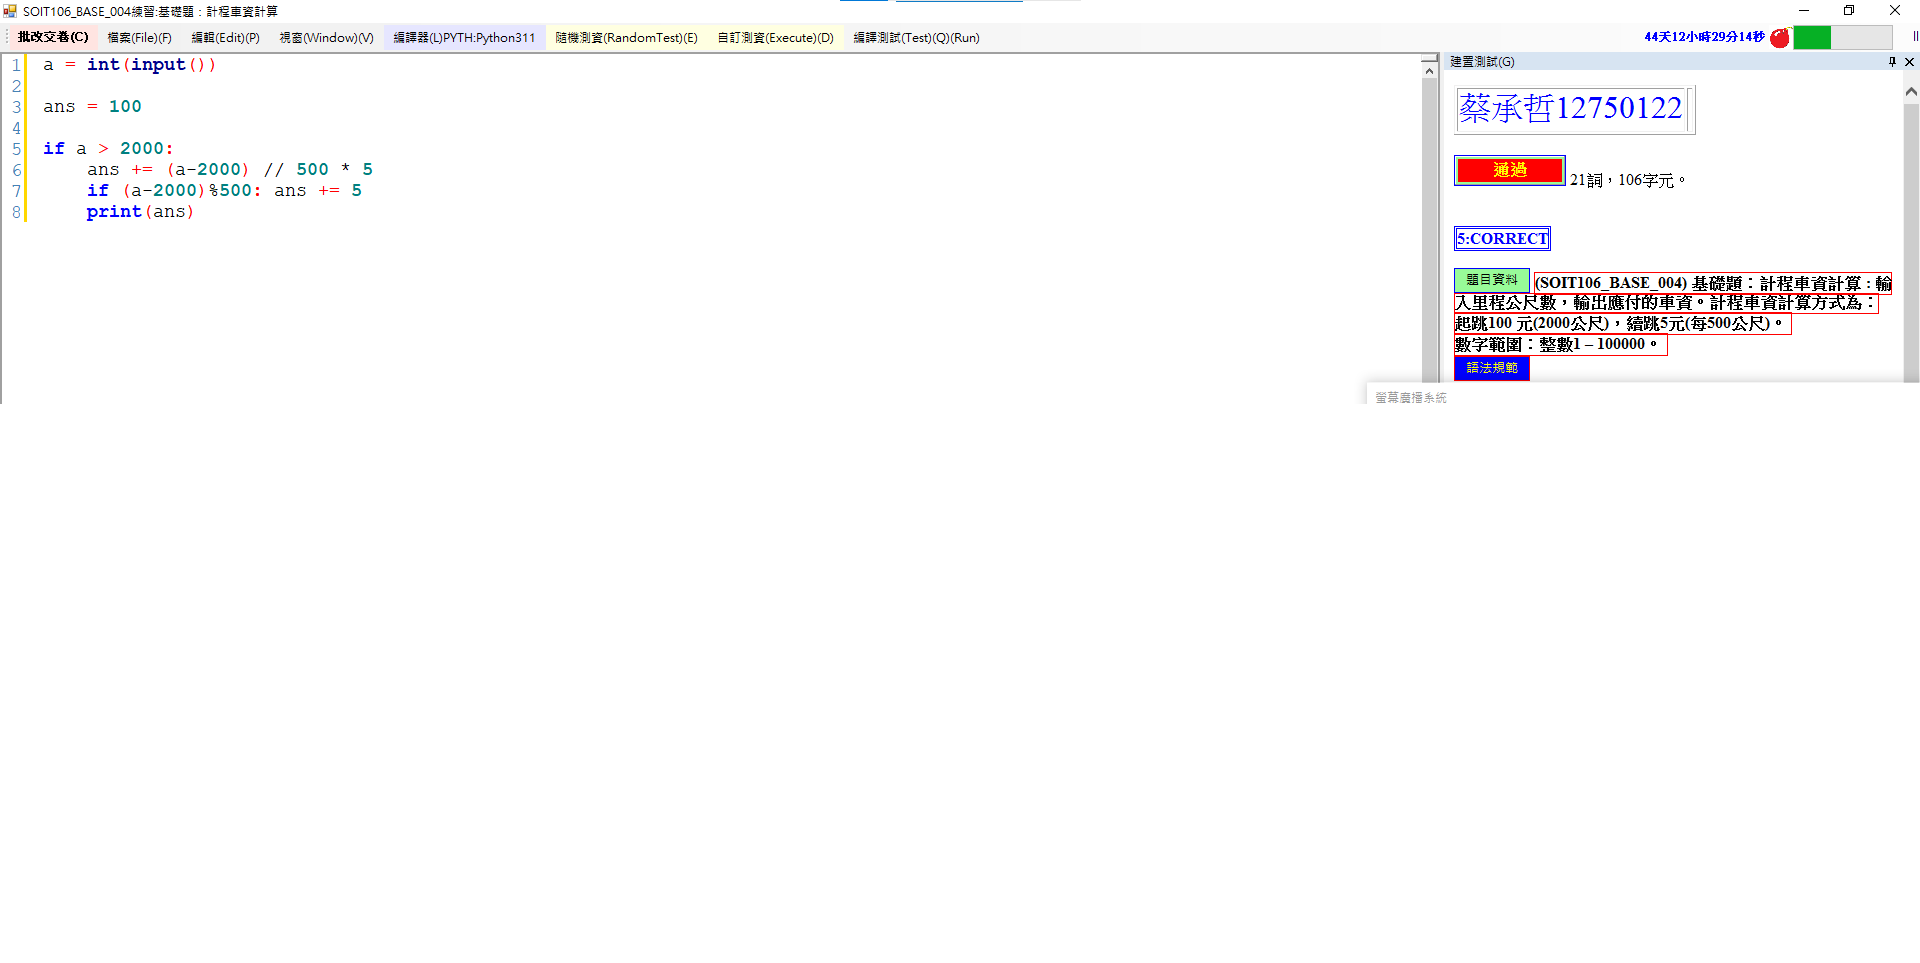 SOIT106_BASE_004練習:基礎題：計程車資計算
批改交卷(C) 檔案(File)(F) 編輯(Edit)(P) 視窗(Window)(V) 編譯器(L)PYTH:Python311 隨機測資(RandomTest)(E) 自訂測資(Execute)(D) 編譯測試(Test)(Q)(Run) 44天12小時29分14秒
1 a = int(input())
2
3 ans = 100
4
5 if a > 2000:
6 ans += (a-2000) // 500 * 5
7 if (a-2000)%500: ans += 5
8 print(ans)
建置測試(G)
蔡承哲12750122
通過 21詞，106字元。
5:CORRECT
題目資料 (SOIT106_BASE_004) 基礎題：計程車資計算：輸
入里程公尺數，輸出應付的車資。計程車資計算方式為：
起跳100 元(2000公尺)，續跳5元(每500公尺)。
數字範圍：整數1 – 100000。
語法規範
螢幕廣播系統